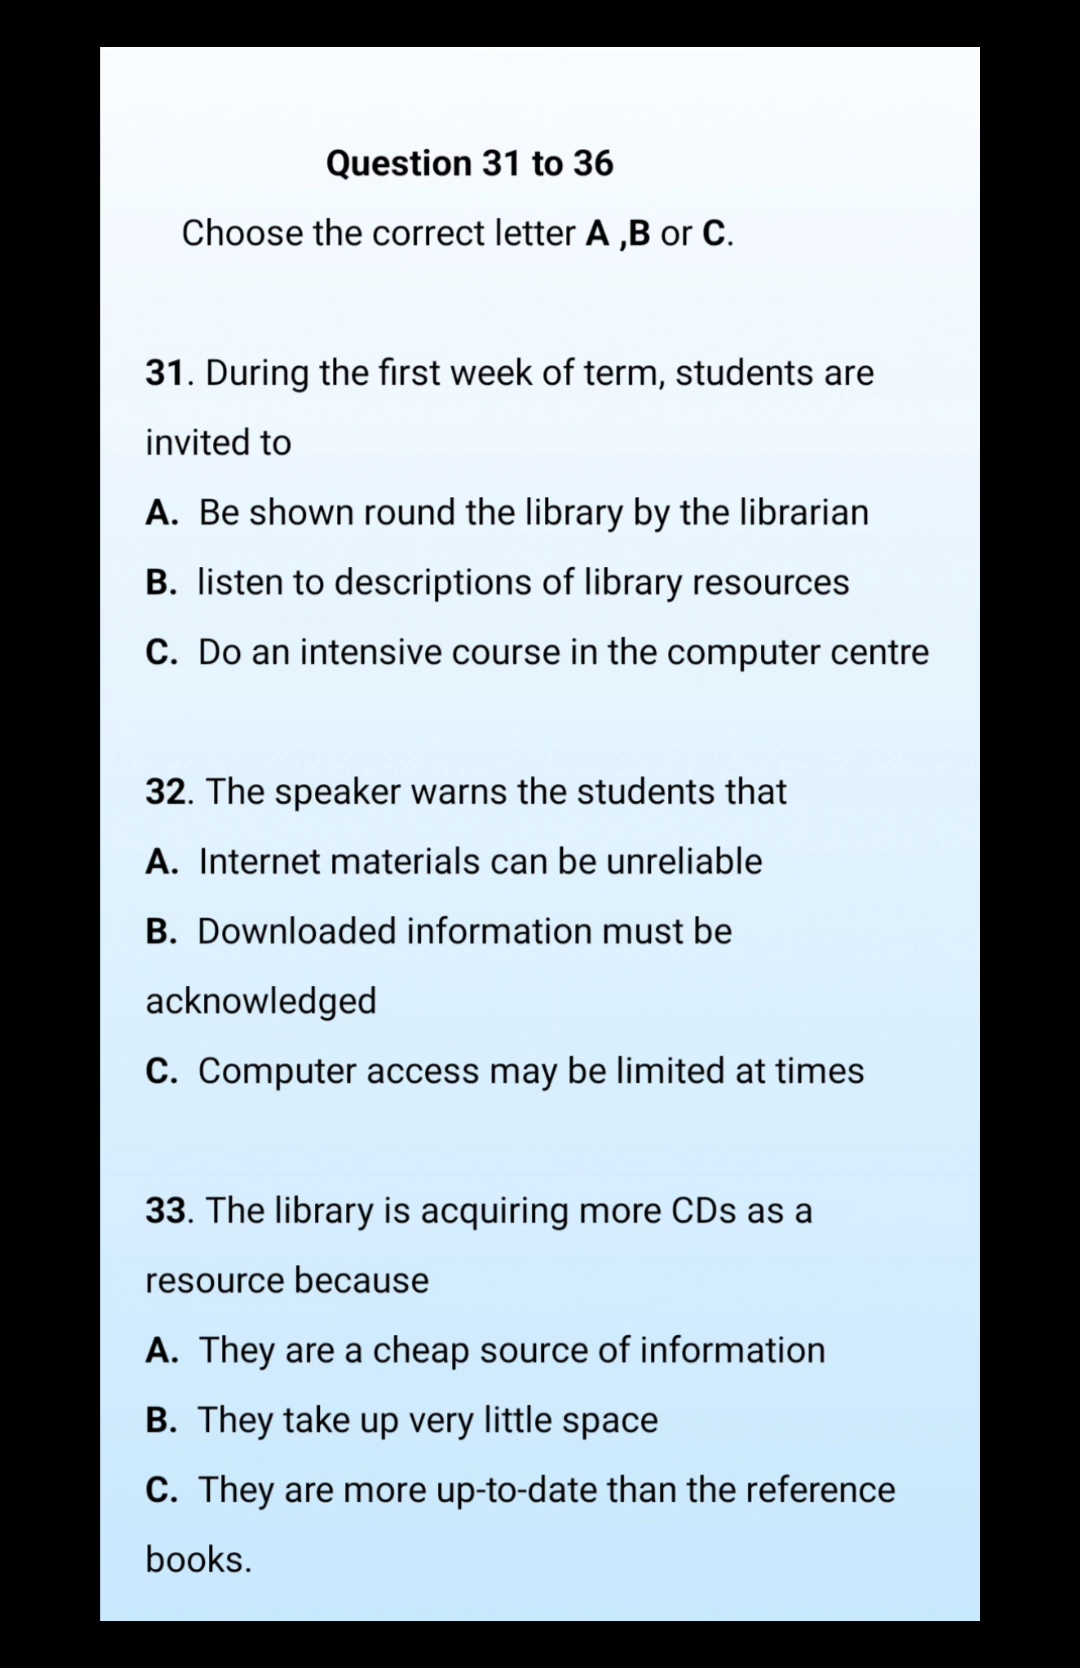 Question 31 to 36
Choose the correct letter A ,B or C.
31. During the first week of term, students are
invited to
A. Be shown round the library by the librarian
B. listen to descriptions of library resources
C. Do an intensive course in the computer centre
32. The speaker warns the students that
A. Internet materials can be unreliable
B. Downloaded information must be
acknowledged
C. Computer access may be limited at times
33. The library is acquiring more CDs as a
resource because
A. They are a cheap source of information
B. They take up very little space
C. They are more up-to-date than the reference
books.